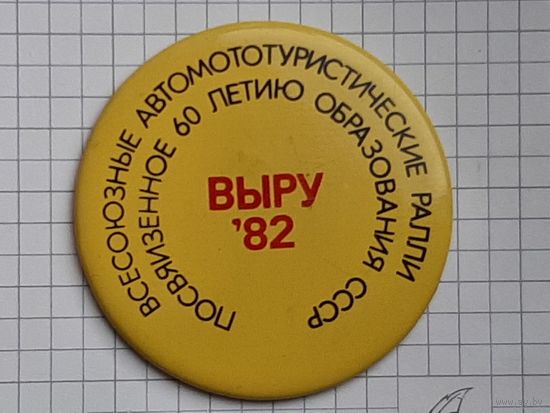 ВСЕСОЮЗНЫЕ АВТОМОТОТУРИСТИЧЕСКИЕ РАЛЛИ
ПОСВЯЩЕННОЕ 60 ЛЕТИЮ ОБРАЗОВАНИЯ СССР
ВЫРУ
'82